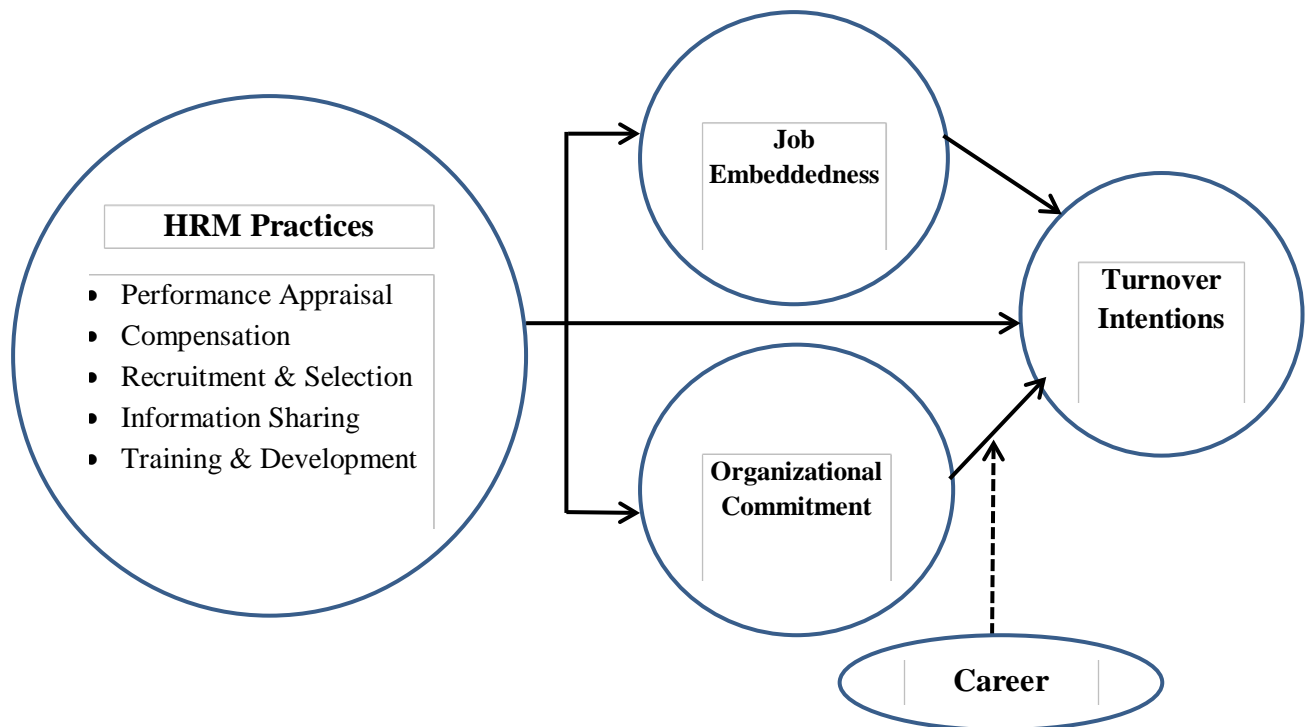 HRM Practices
• Performance Appraisal
• Compensation
• Recruitment & Selection
• Information Sharing
• Training & Development
Job
Embeddedness
Organizational
Commitment
Turnover
Intentions
Career